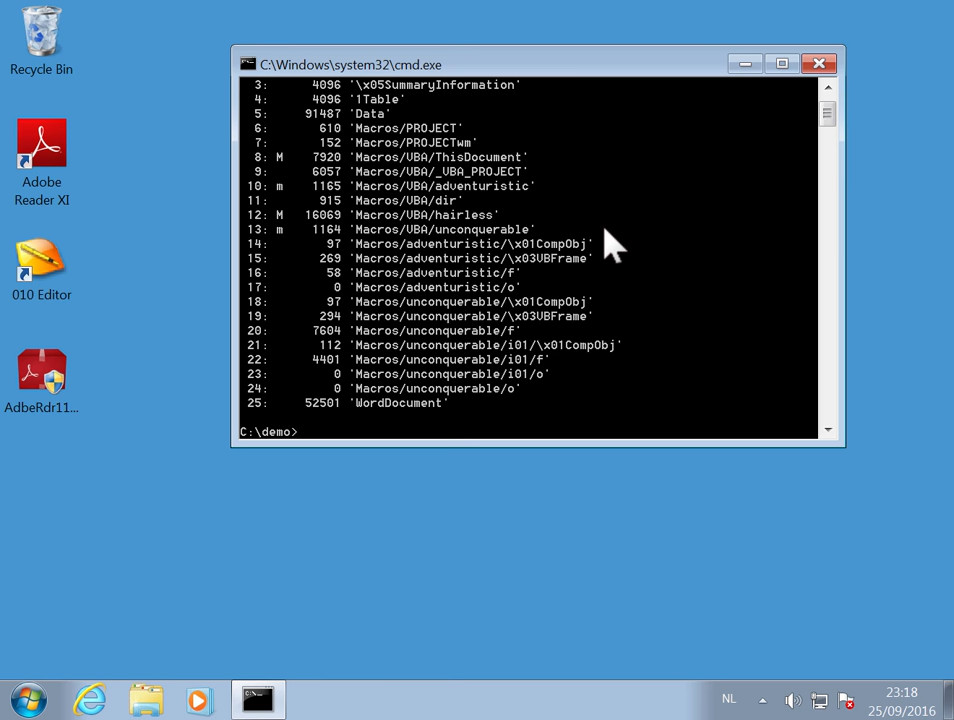 Recycle Bin
Adobe
Reader XI
010 Editor
AdbeRdr11...
C:\Windows\system32\cmd.exe
3: 4096 '\x05SummaryInformation'
4: 4096 '1Table'
5: 91487 'Data'
6: 610 'Macros/PROJECT'
7: 152 'Macros/PROJECTwm'
8: M 7920 'Macros/VBA/ThisDocument'
9: 6057 'Macros/VBA/_VBA_PROJECT'
10: m 1165 'Macros/VBA/adventuristic'
11: 915 'Macros/VBA/dir'
12: M 16069 'Macros/VBA/hairless'
13: m 1164 'Macros/VBA/unconquerable'
14: 97 'Macros/adventuristic/\x01CompObj'
15: 269 'Macros/adventuristic/\x03VBFrame'
16: 58 'Macros/adventuristic/f'
17: 0 'Macros/adventuristic/o'
18: 97 'Macros/unconquerable/\x01CompObj'
19: 294 'Macros/unconquerable/\x03VBFrame'
20: 7604 'Macros/unconquerable/f'
21: 112 'Macros/unconquerable/i01/\x01CompObj'
22: 4401 'Macros/unconquerable/i01/f'
23: 0 'Macros/unconquerable/i01/o'
24: 0 'Macros/unconquerable/o'
25: 52501 'WordDocument'
C:\demo>
C:\.
NL
23:18
25/09/2016